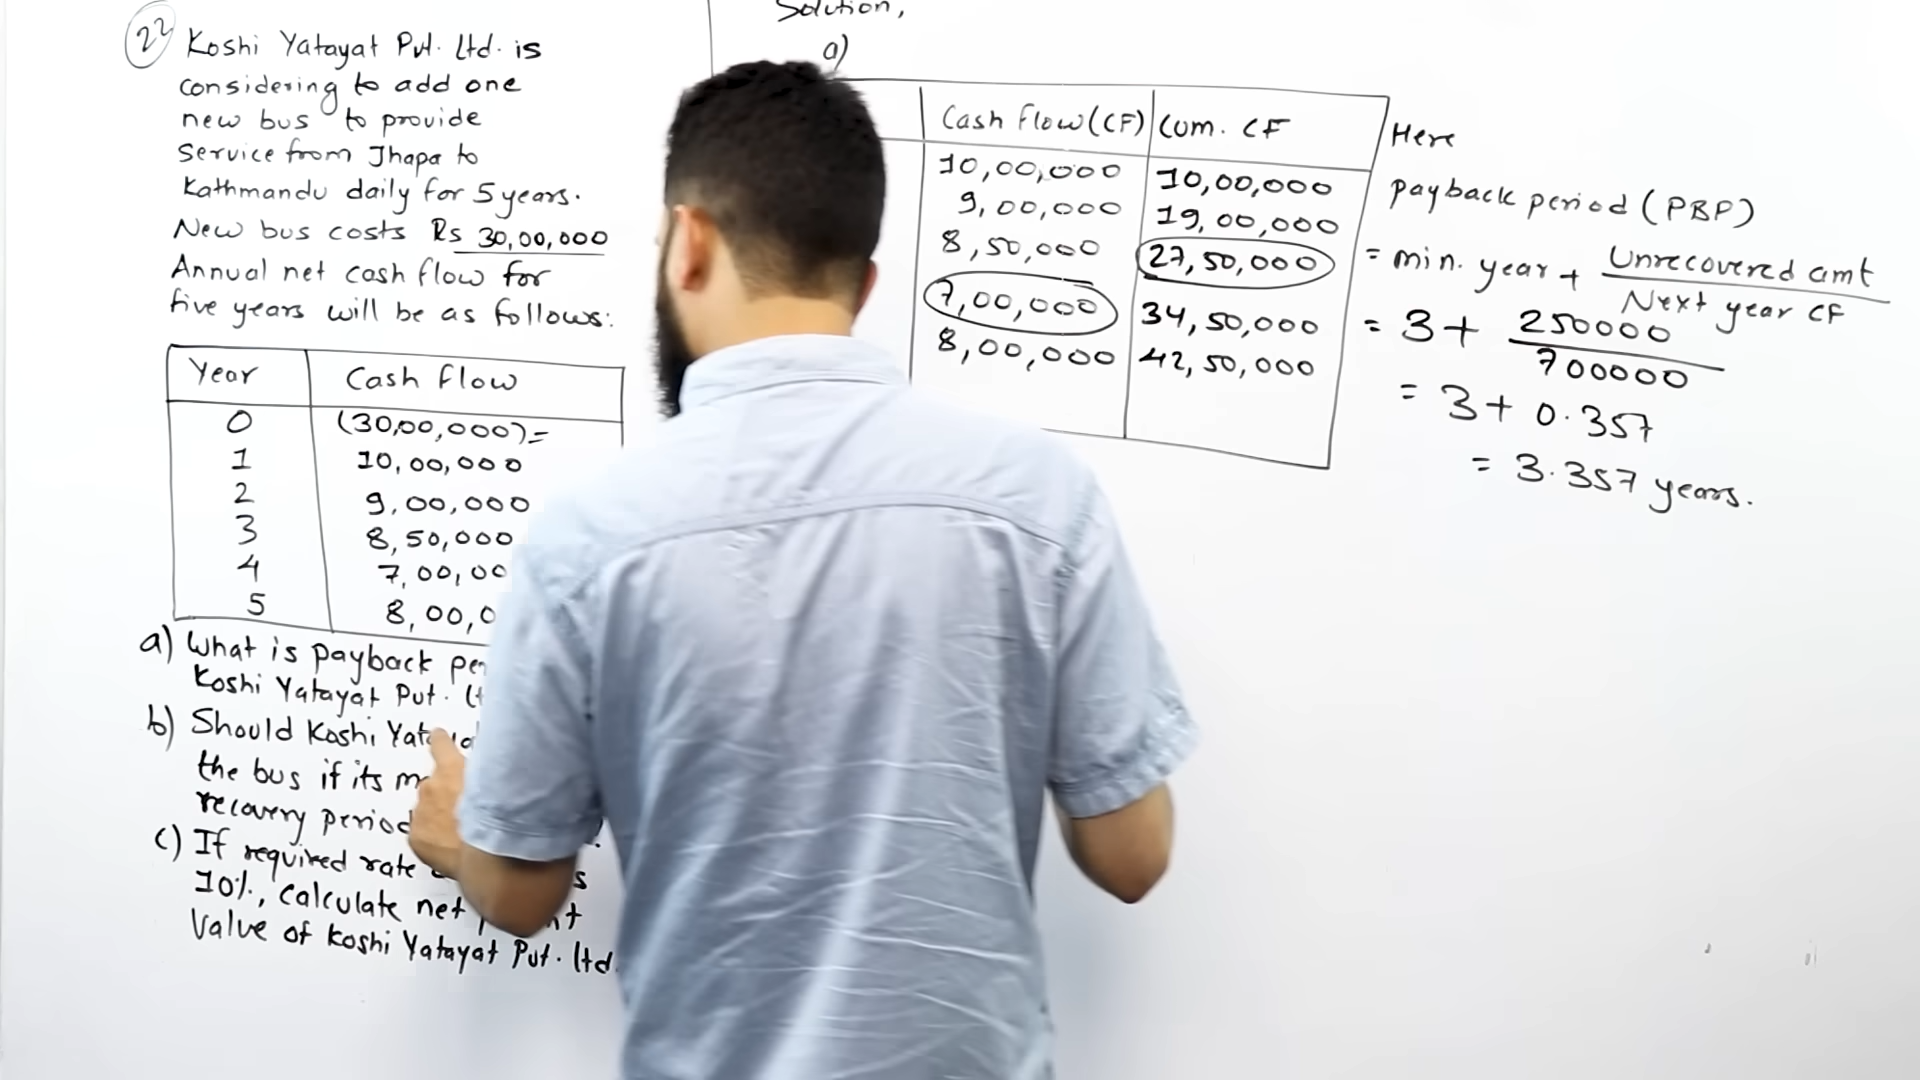 22
Koshi Yatayat Pvt. Ltd. is
considering to add one
new bus to provide
Service from Jhapa to
Kathmandu daily for 5 years.
New bus costs Rs 30,00,000
Annual net cash flow for
five years will be as follows:
Year Cash flow
0 (30,00,000)=
1 10,00,000
2 9,00,000
3 8,50,000
4 7,00,00
5 8,00,0
a) What is payback
Koshi Yatayat Pvt.
b) Should Koshi
the bus if its
recovery period
c) If required rate
10%, calculate net
Value of Koshi Yatayat Pvt. Ltd.
Solution,
a)
Cash flow (CF) Cum. CF
10,00,000 10,00,000
9,00,000 19,00,000
8,50,000 27,50,000
7,00,000 34,50,000
8,00,000 42,50,000
Here
payback period (PBP)
= min. year + Unrecovered amt
Next year CF
= 3 + 250000
700000
= 3 + 0.357
= 3.357 years.